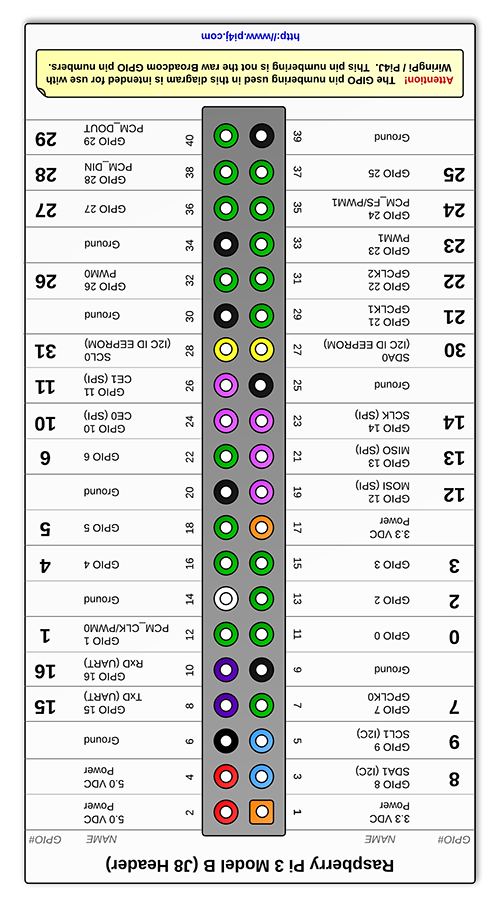 Raspberry Pi 3 Model B (J8 Header)
GPIO# NAME NAME GPIO#
3.3 VDC
Power
1
2
5.0 VDC
Power
8
GPIO 8
SDA1 (I2C)
3
4
5.0 VDC
Power
9
GPIO 9
SCL1 (I2C)
5
6
Ground
7
GPIO 7
GPCLK0
7
8
GPIO 15
TxD (UART)
15
Ground
9
10
GPIO 16
RxD (UART)
16
0
GPIO 0
11
12
GPIO 1
PCM_CLK/PWM0
1
2
GPIO 2
13
14
Ground
3
GPIO 3
15
16
GPIO 4
4
3.3 VDC
Power
17
18
GPIO 5
5
12
GPIO 12
MOSI (SPI)
19
20
Ground
13
GPIO 13
MISO (SPI)
21
22
GPIO 6
6
14
GPIO 14
SCLK (SPI)
23
24
GPIO 10
CE0 (SPI)
10
Ground
25
26
GPIO 11
CE1 (SPI)
11
30
SDA0
(I2C ID EEPROM)
27
28
SCL0
(I2C ID EEPROM)
31
21
GPIO 21
GPCLK1
29
30
Ground
22
GPIO 22
GPCLK2
31
32
GPIO 26
PWM0
26
23
GPIO 23
PWM1
33
34
Ground
24
GPIO 24
PCM_FS/PWM1
35
36
GPIO 27
27
25
GPIO 25
37
38
GPIO 28
PCM_DIN
28
Ground
39
40
GPIO 29
PCM_DOUT
29
Attention! The GIPO pin numbering used in this diagram is intended for use with
WiringPi / Pi4J. This pin numbering is not the raw Broadcom GPIO pin numbers.
http://www.pi4j.com